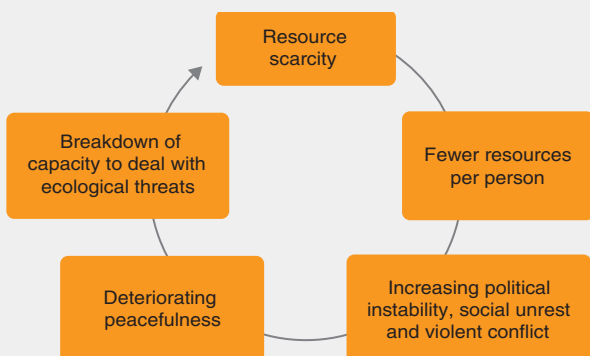 Resource
scarcity
Fewer resources
per person
Increasing political
instability, social unrest
and violent conflict
Deteriorating
peacefulness
Breakdown of
capacity to deal with
ecological threats